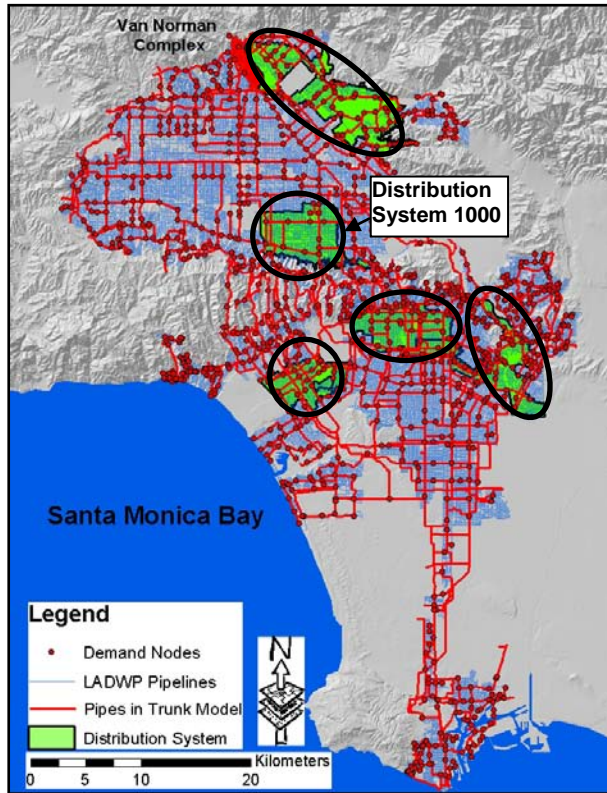 Van Norman
Complex
Distribution
System 1000
Santa Monica Bay
Legend
Demand Nodes
LADWP Pipelines
Pipes in Trunk Model
Distribution System
N
Kilometers
0 5 10 20